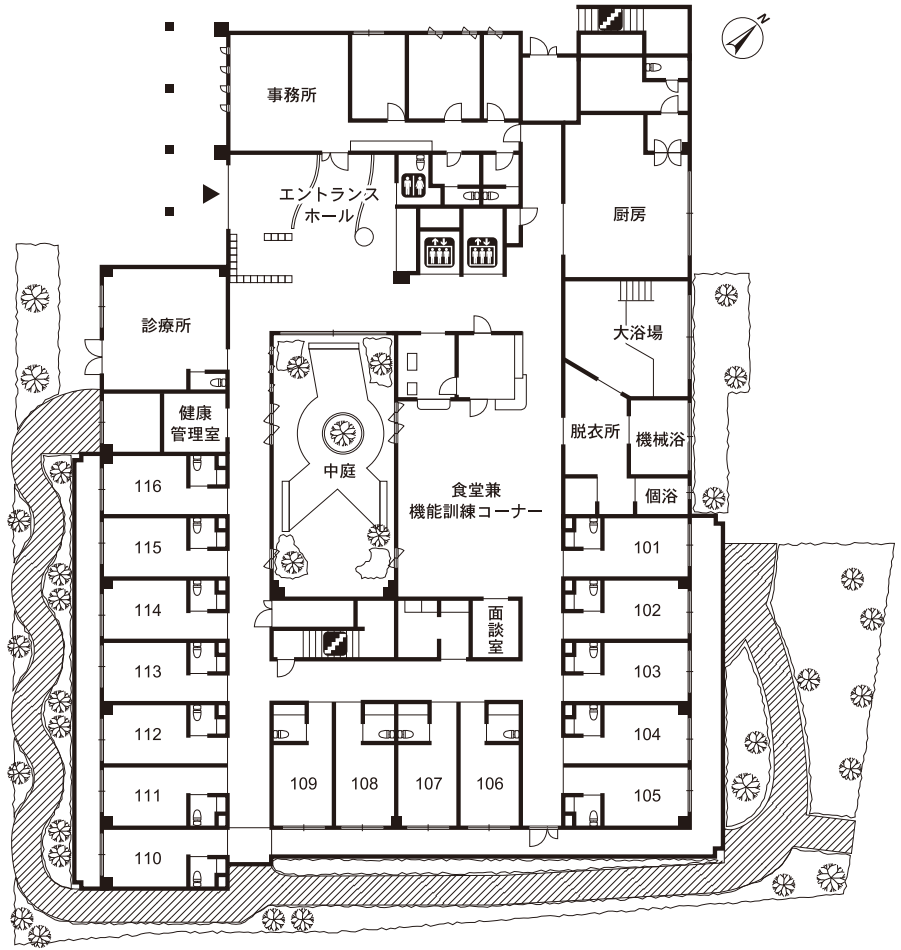 N
事務所
エントランス
ホール
厨房
診療所
大浴場
健康
管理室
脱衣所
機械浴
中庭
食堂兼
機能訓練コーナー
個浴
116
115
101
114
102
面談室
113
103
112
104
109
108
107
106
111
105
110